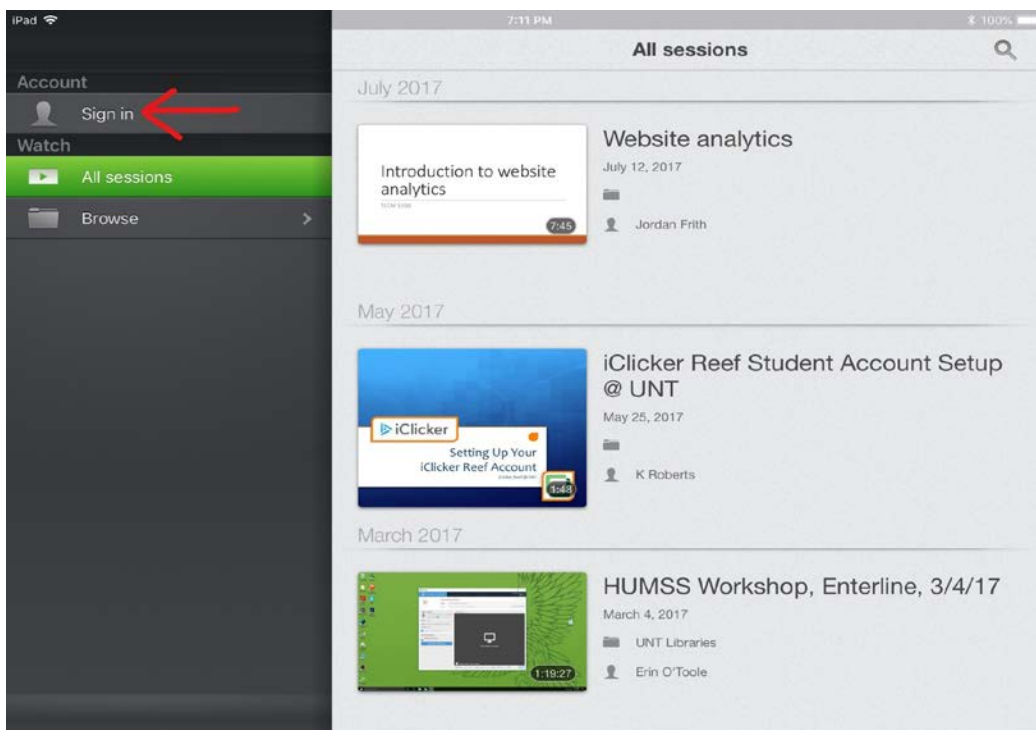 iPad
7:11 PM
100%
Account
Sign in
Watch
All sessions
Browse
All sessions
July 2017
Introduction to website
analytics
7:45
Website analytics
July 12, 2017
Jordan Frith
May 2017
iClicker
Setting Up Your
iClicker Reef Account
1:48
iClicker Reef Student Account Setup
@ UNT
May 25, 2017
K Roberts
March 2017
1:19:27
HUMSS Workshop, Enterline, 3/4/17
March 4, 2017
UNT Libraries
Erin O'Toole